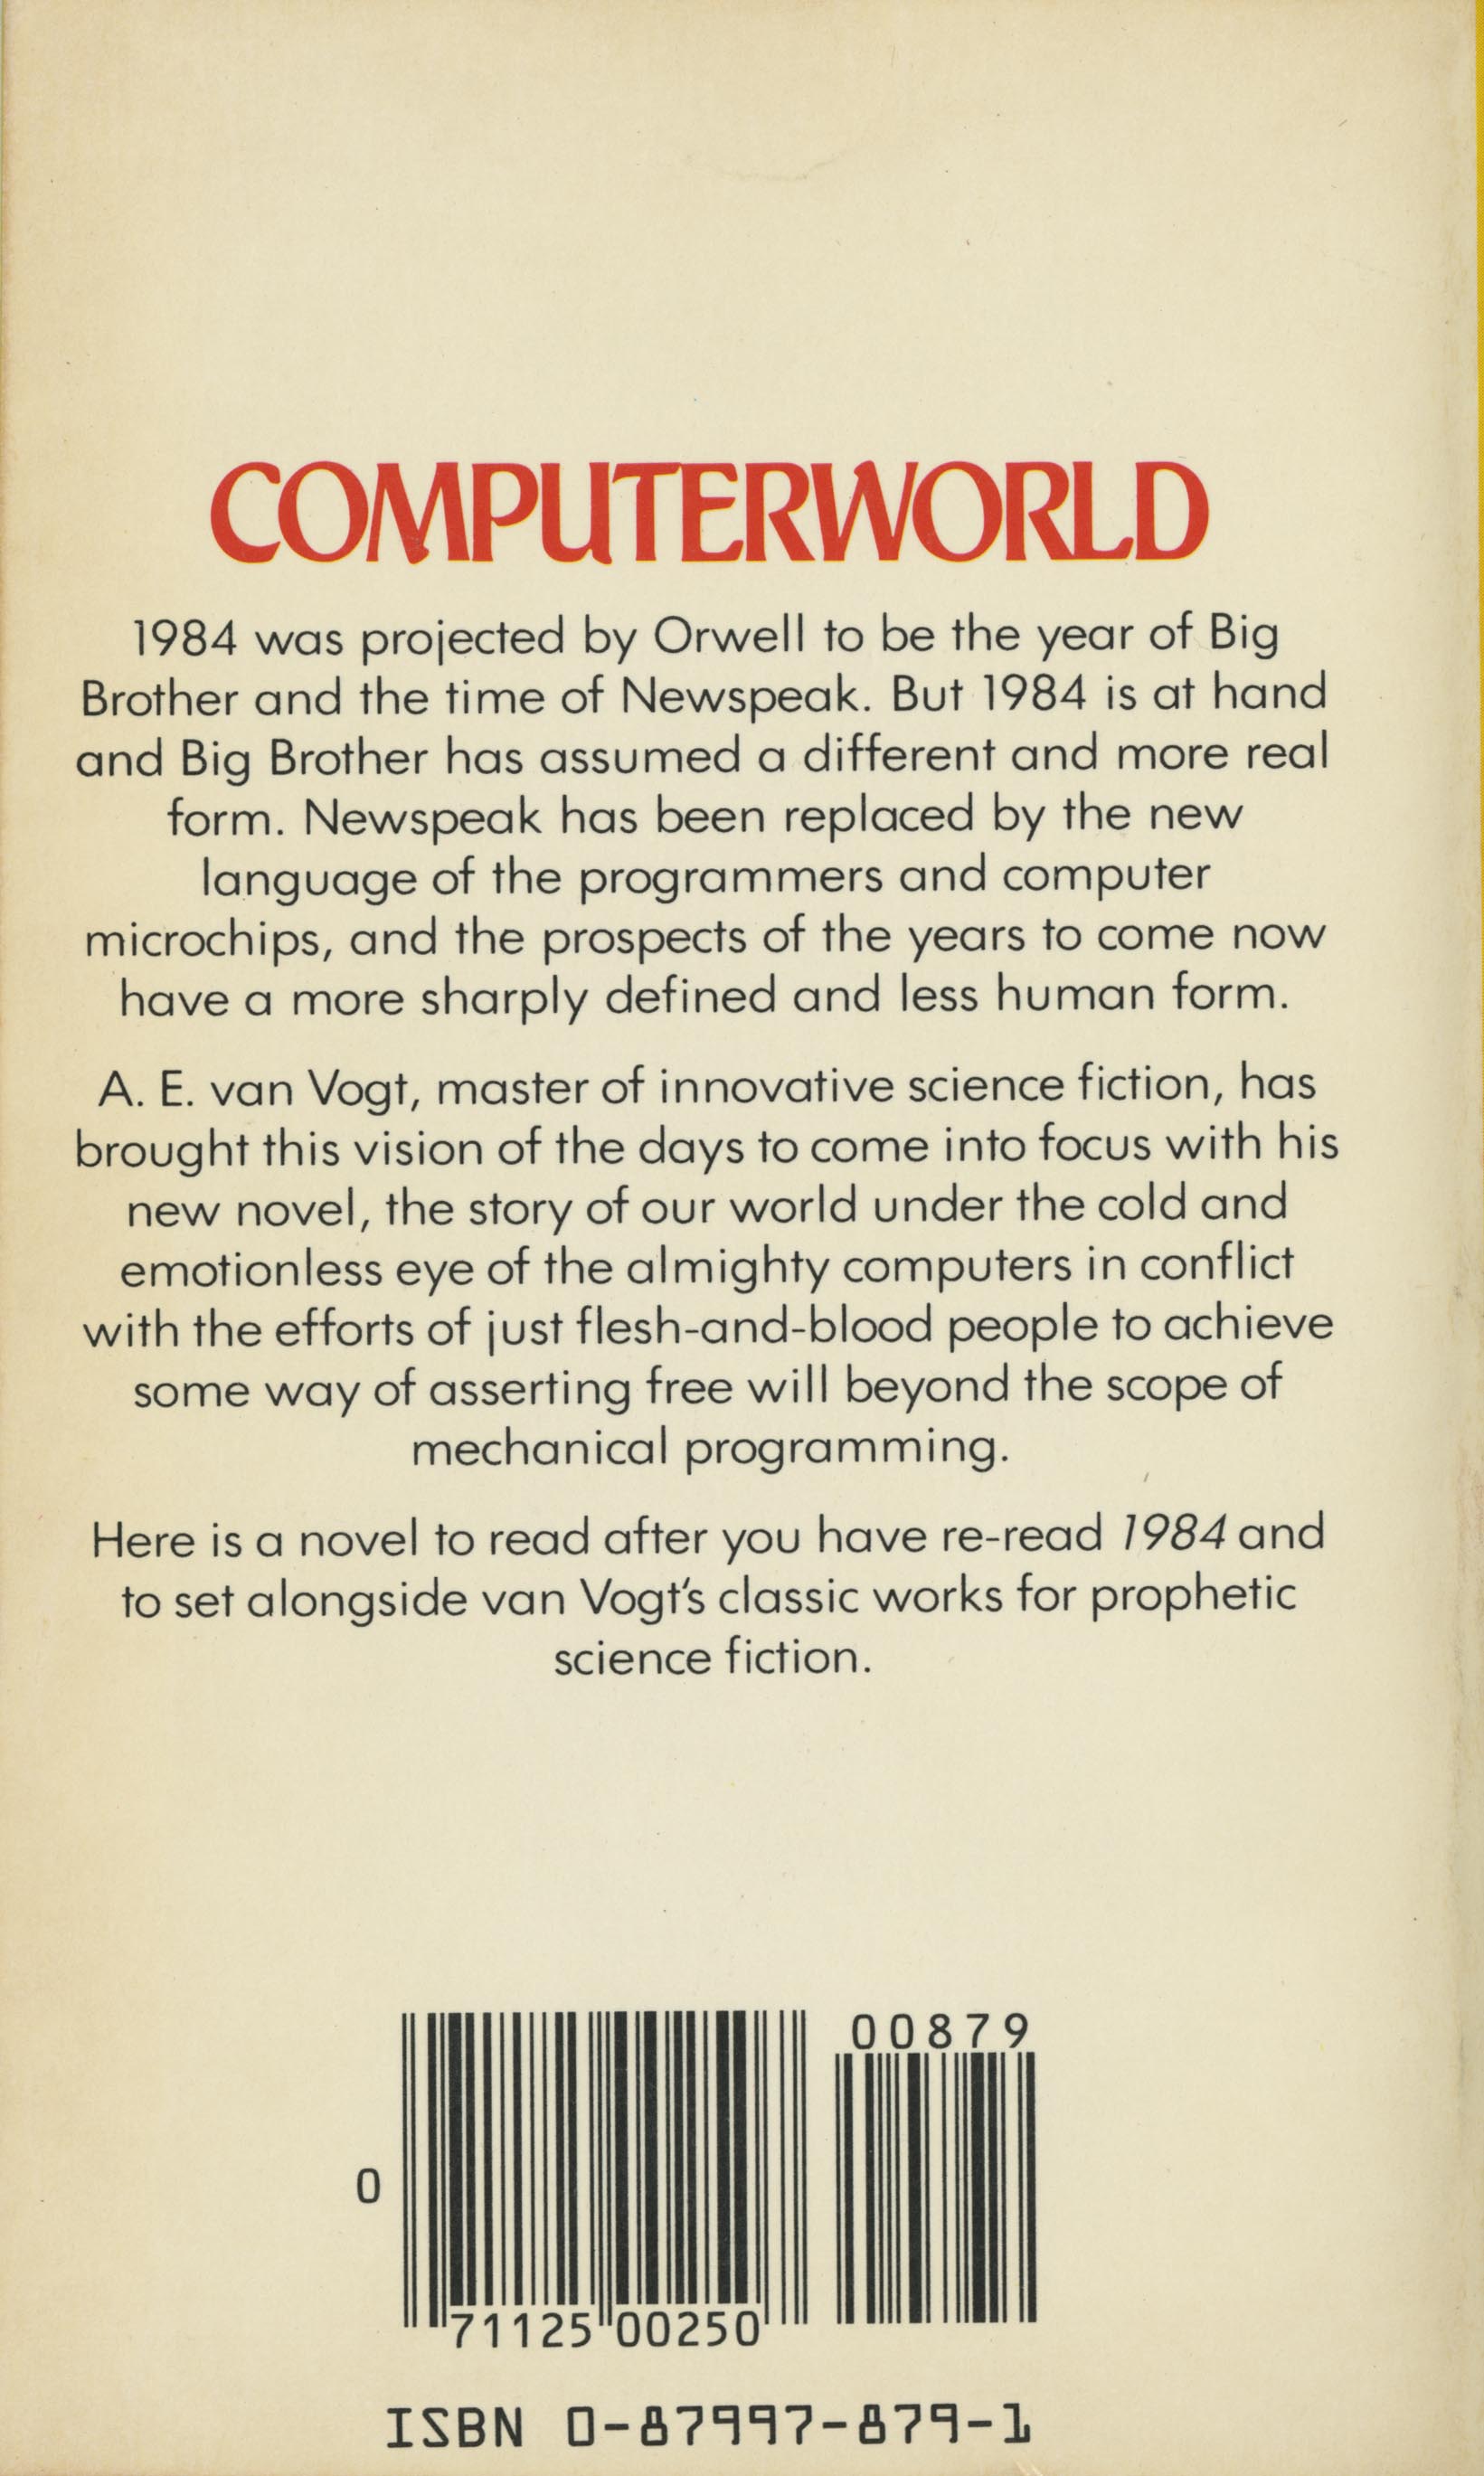 COMPUTERWORLD
1984 was projected by Orwell to be the year of Big
Brother and the time of Newspeak. But 1984 is at hand
and Big Brother has assumed a different and more real
form. Newspeak has been replaced by the new
language of the programmers and computer
microchips, and the prospects of the years to come now
have a more sharply defined and less human form.
A. E. van Vogt, master of innovative science fiction, has
brought this vision of the days to come into focus with his
new novel, the story of our world under the cold and
emotionless eye of the almighty computers in conflict
with the efforts of just flesh-and-blood people to achieve
some way of asserting free will beyond the scope of
mechanical programming.
Here is a novel to read after you have re-read 1984 and
to set alongside van Vogt's classic works for prophetic
science fiction.
00879
0
71125 00250
ISBN 0-87997-879-1